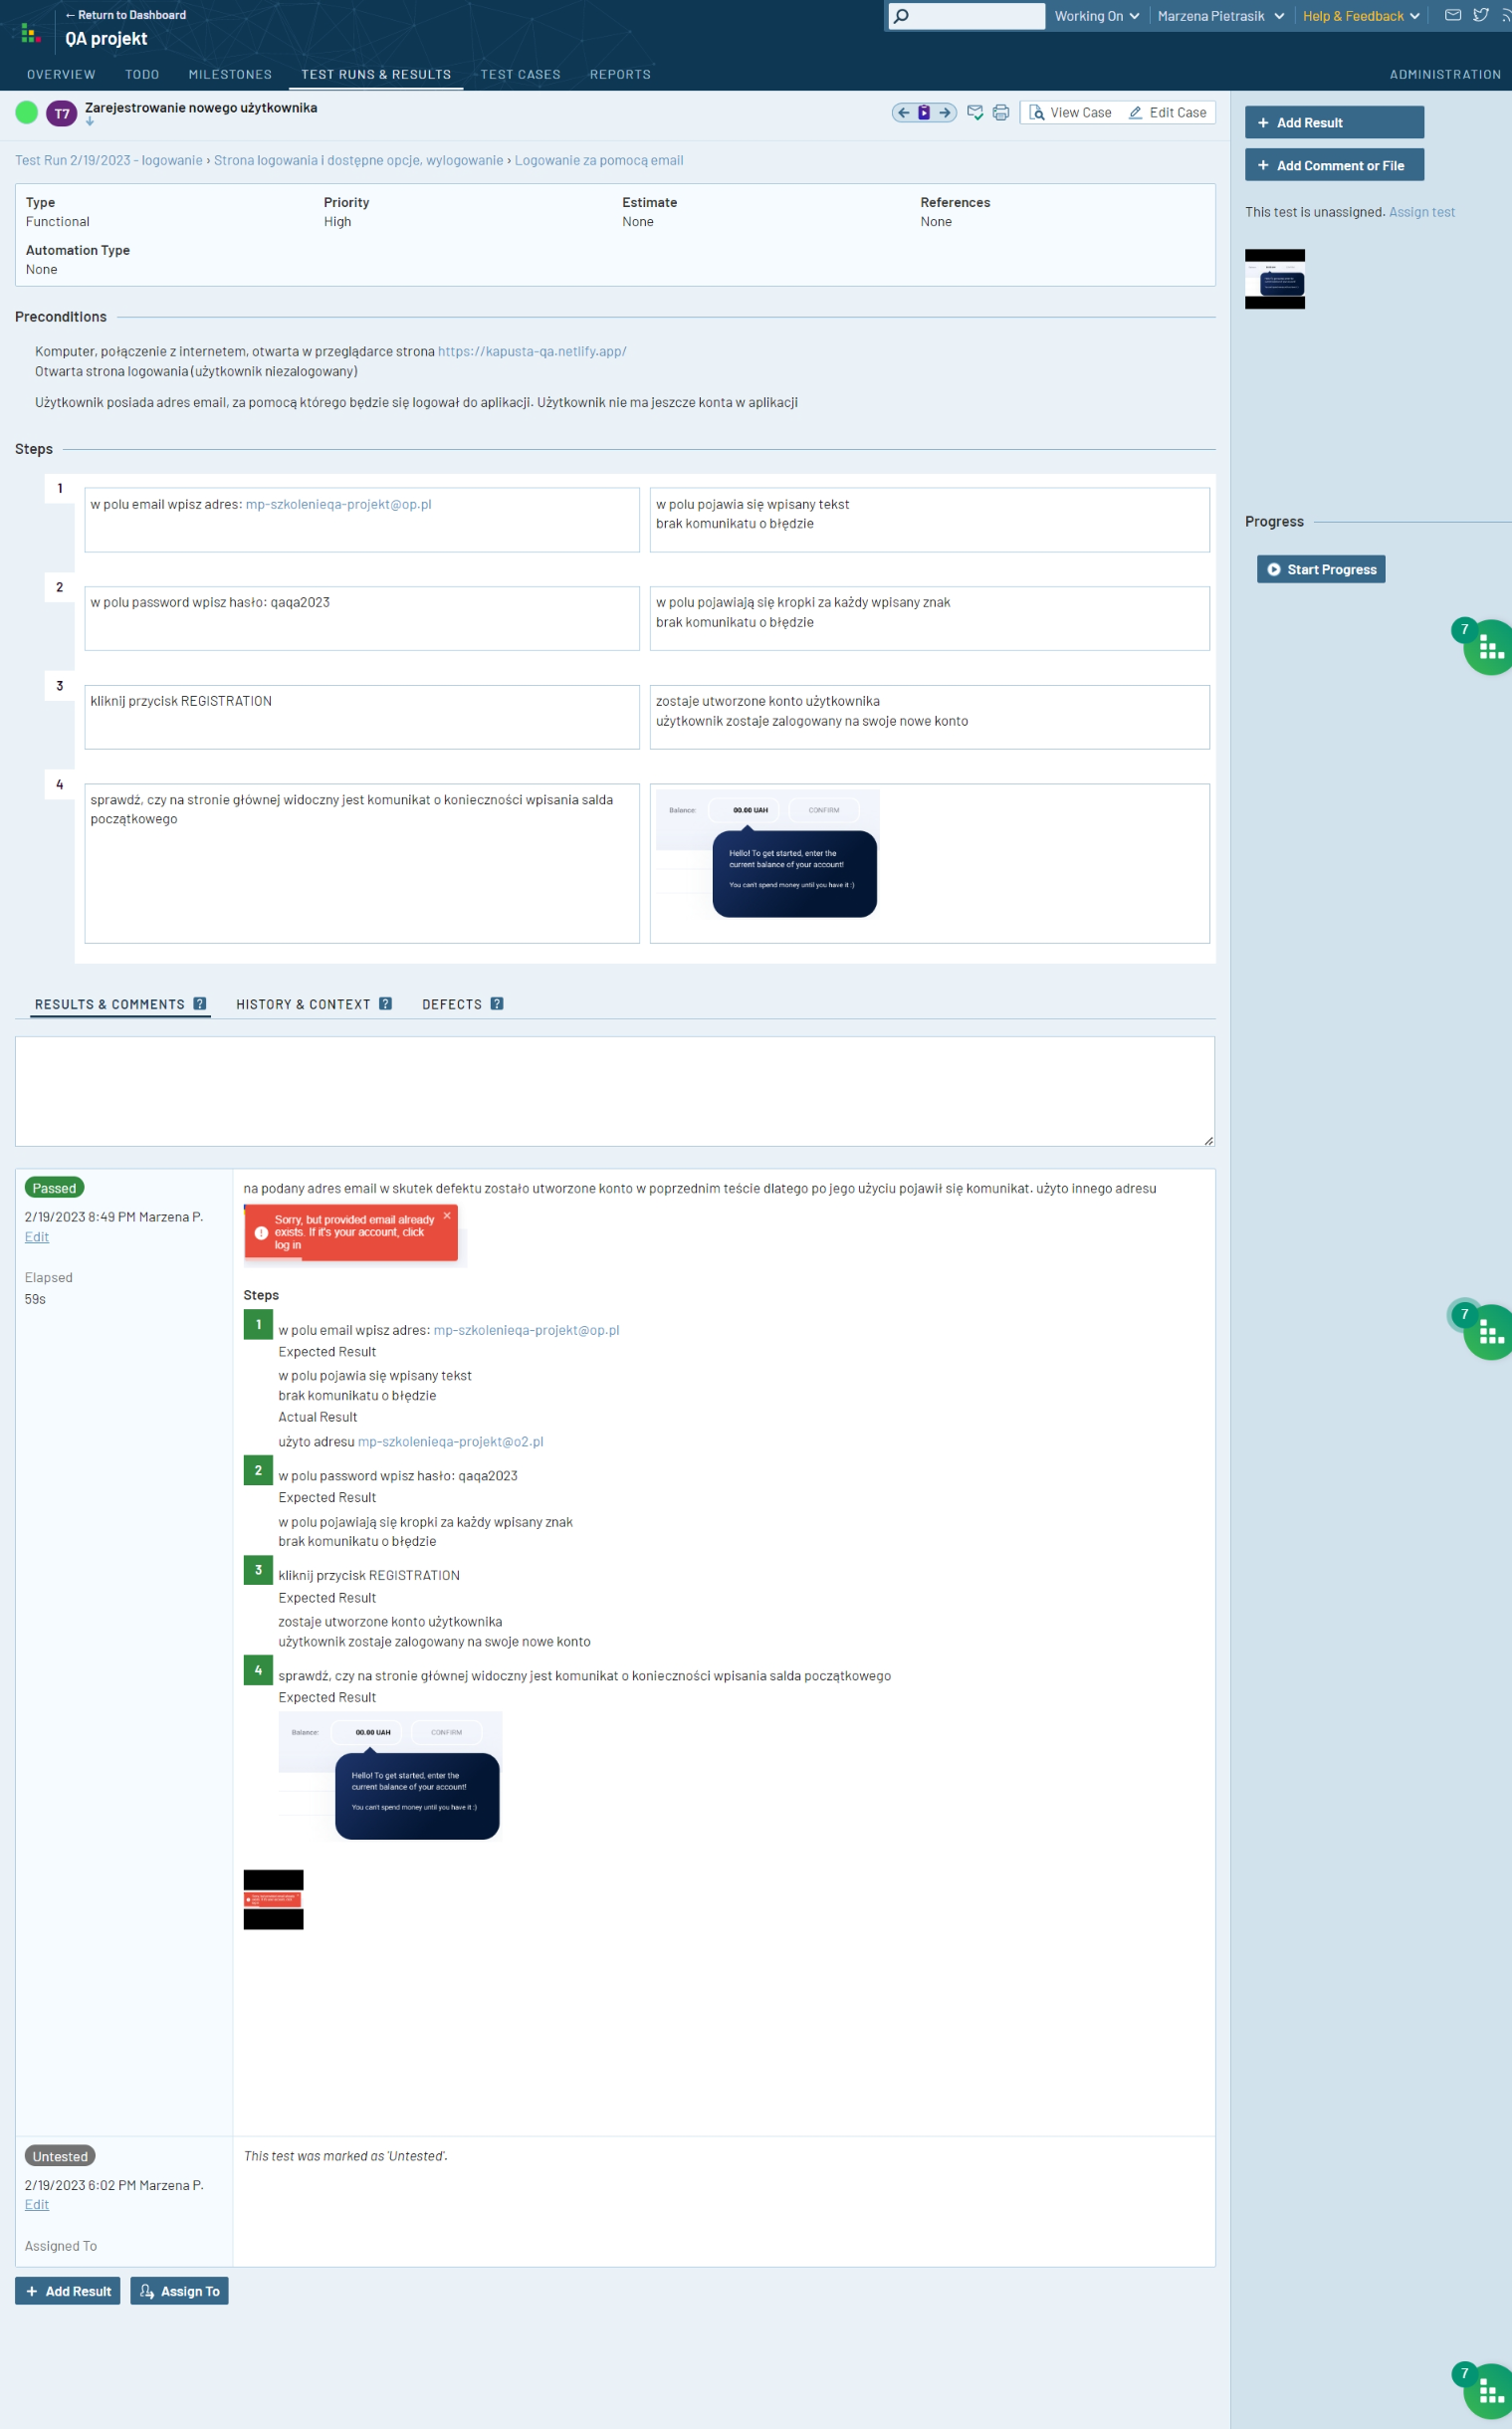 ← Return to Dashboard
QA projekt
Working On
Marzena Pietrasik
Help & Feedback
OVERVIEW
TODO
MILESTONES
TEST RUNS & RESULTS
TEST CASES
REPORTS
ADMINISTRATION
T7
Zarejestrowanie nowego użytkownika
View Case
Edit Case
+ Add Result
+ Add Comment or File
This test is unassigned. Assign test
Test Run 2/19/2023 - logowanie › Strona logowania i dostępne opcje, wylogowanie › Logowanie za pomocą email
Type
Functional
Priority
High
Estimate
None
References
None
Automation Type
None
Preconditions
Komputer, połączenie z internetem, otwarta w przeglądarce strona https://kapusta-qa.netlify.app/
Otwarta strona logowania (użytkownik niezalogowany)
Użytkownik posiada adres email, za pomocą którego będzie się logował do aplikacji. Użytkownik nie ma jeszcze konta w aplikacji
Steps
1
w polu email wpisz adres: mp-szkolenieqa-projekt@op.pl
w polu pojawia się wpisany tekst
brak komunikatu o błędzie
2
w polu password wpisz hasło: qaqa2023
w polu pojawiają się kropki za każdy wpisany znak
brak komunikatu o błędzie
3
kliknij przycisk REGISTRATION
zostaje utworzone konto użytkownika
użytkownik zostaje zalogowany na swoje nowe konto
4
sprawdź, czy na stronie głównej widoczny jest komunikat o konieczności wpisania salda
początkowego
Balance:
00.00 UAH
CONFIRM
Hello! To get started, enter the
current balance of your account!
You can't spend money until you have it :)
Progress
Start Progress
7
RESULTS & COMMENTS ?
HISTORY & CONTEXT ?
DEFECTS ?
Passed
2/19/2023 8:49 PM Marzena P.
Edit
Elapsed
59s
na podany adres email w skutek defektu zostało utworzone konto w poprzednim teście dlatego po jego użyciu pojawił się komunikat. użyto innego adresu
Sorry, but provided email already
exists. If it's your account, click
log in
Steps
1
w polu email wpisz adres: mp-szkolenieqa-projekt@op.pl
Expected Result
w polu pojawia się wpisany tekst
brak komunikatu o błędzie
Actual Result
użyto adresu mp-szkolenieqa-projekt@o2.pl
7
2
w polu password wpisz hasło: qaqa2023
Expected Result
w polu pojawiają się kropki za każdy wpisany znak
brak komunikatu o błędzie
3
kliknij przycisk REGISTRATION
Expected Result
zostaje utworzone konto użytkownika
użytkownik zostaje zalogowany na swoje nowe konto
4
sprawdź, czy na stronie głównej widoczny jest komunikat o konieczności wpisania salda początkowego
Expected Result
Balance:
00.00 UAH
CONFIRM
Hello! To get started, enter the
current balance of your account!
You can't spend money until you have it :)
Untested
2/19/2023 6:02 PM Marzena P.
Edit
Assigned To
This test was marked as 'Untested'.
+ Add Result
Assign To
7